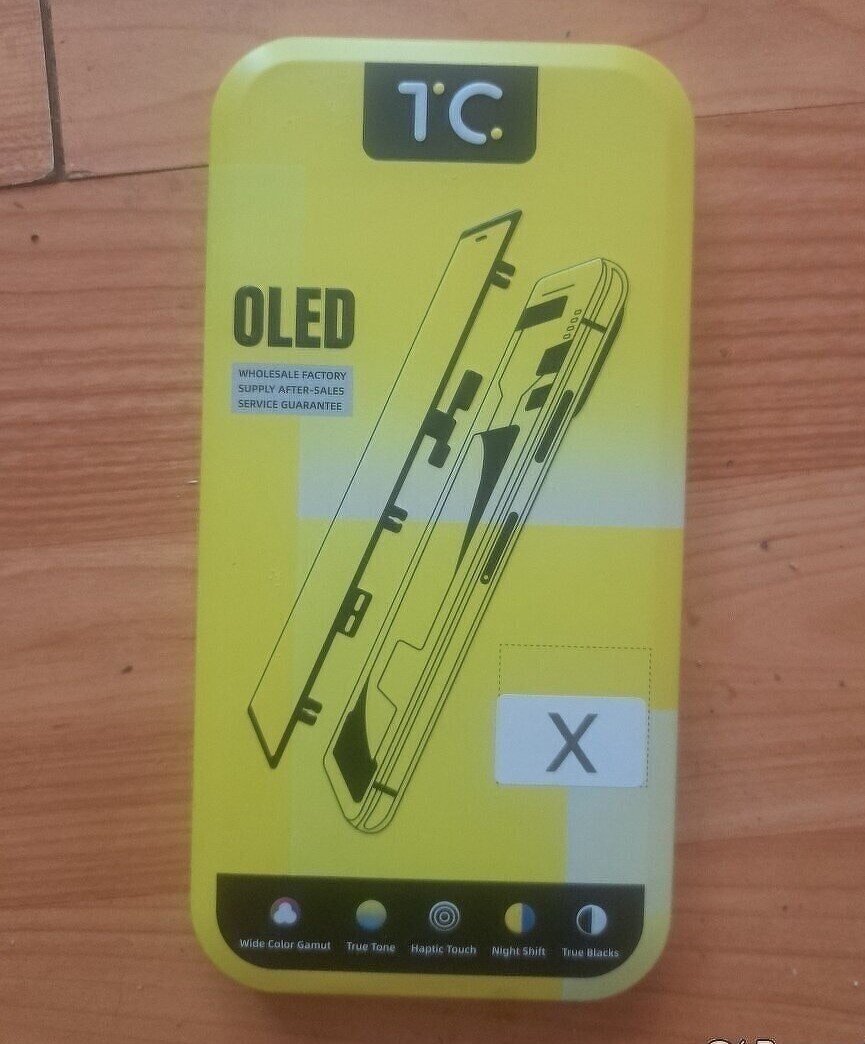 TC
OLED
WHOLESALE FACTORY
SUPPLY AFTER-SALES
SERVICE GUARANTEE
X
Wide Color Gamut
True Tone
Haptic Touch
Night Shift
True Blacks